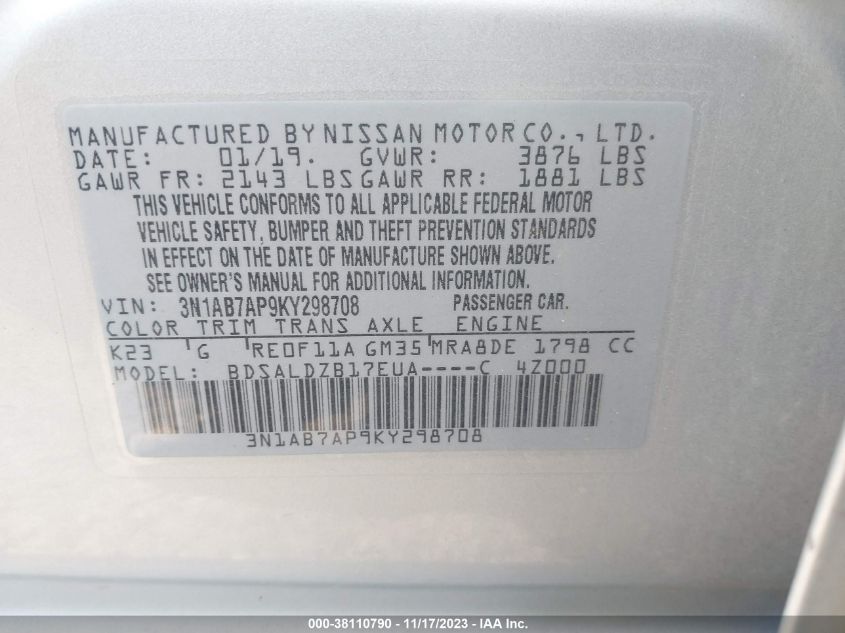 MANUFACTURED BY NISSAN MOTOR CO., LTD.
DATE: 01/19. GVWR: 3876 LBS
GAWR FR: 2143 LBS GAWR RR: 1881 LBS
THIS VEHICLE CONFORMS TO ALL APPLICABLE FEDERAL MOTOR
VEHICLE SAFETY, BUMPER AND THEFT PREVENTION STANDARDS
IN EFFECT ON THE DATE OF MANUFACTURE SHOWN ABOVE.
SEE OWNER'S MANUAL FOR ADDITIONAL INFORMATION.
VIN: 3N1AB7AP9KY298708 PASSENGER CAR.
COLOR TRIM TRANS AXLE ENGINE
K23 G RE0F11A GM35 MRA8DE 1798 CC
MODEL: BDSALDZB17EUA----C 4Z000
3N1AB7AP9KY298708
000-38110790 - 11/17/2023 - IAA Inc.